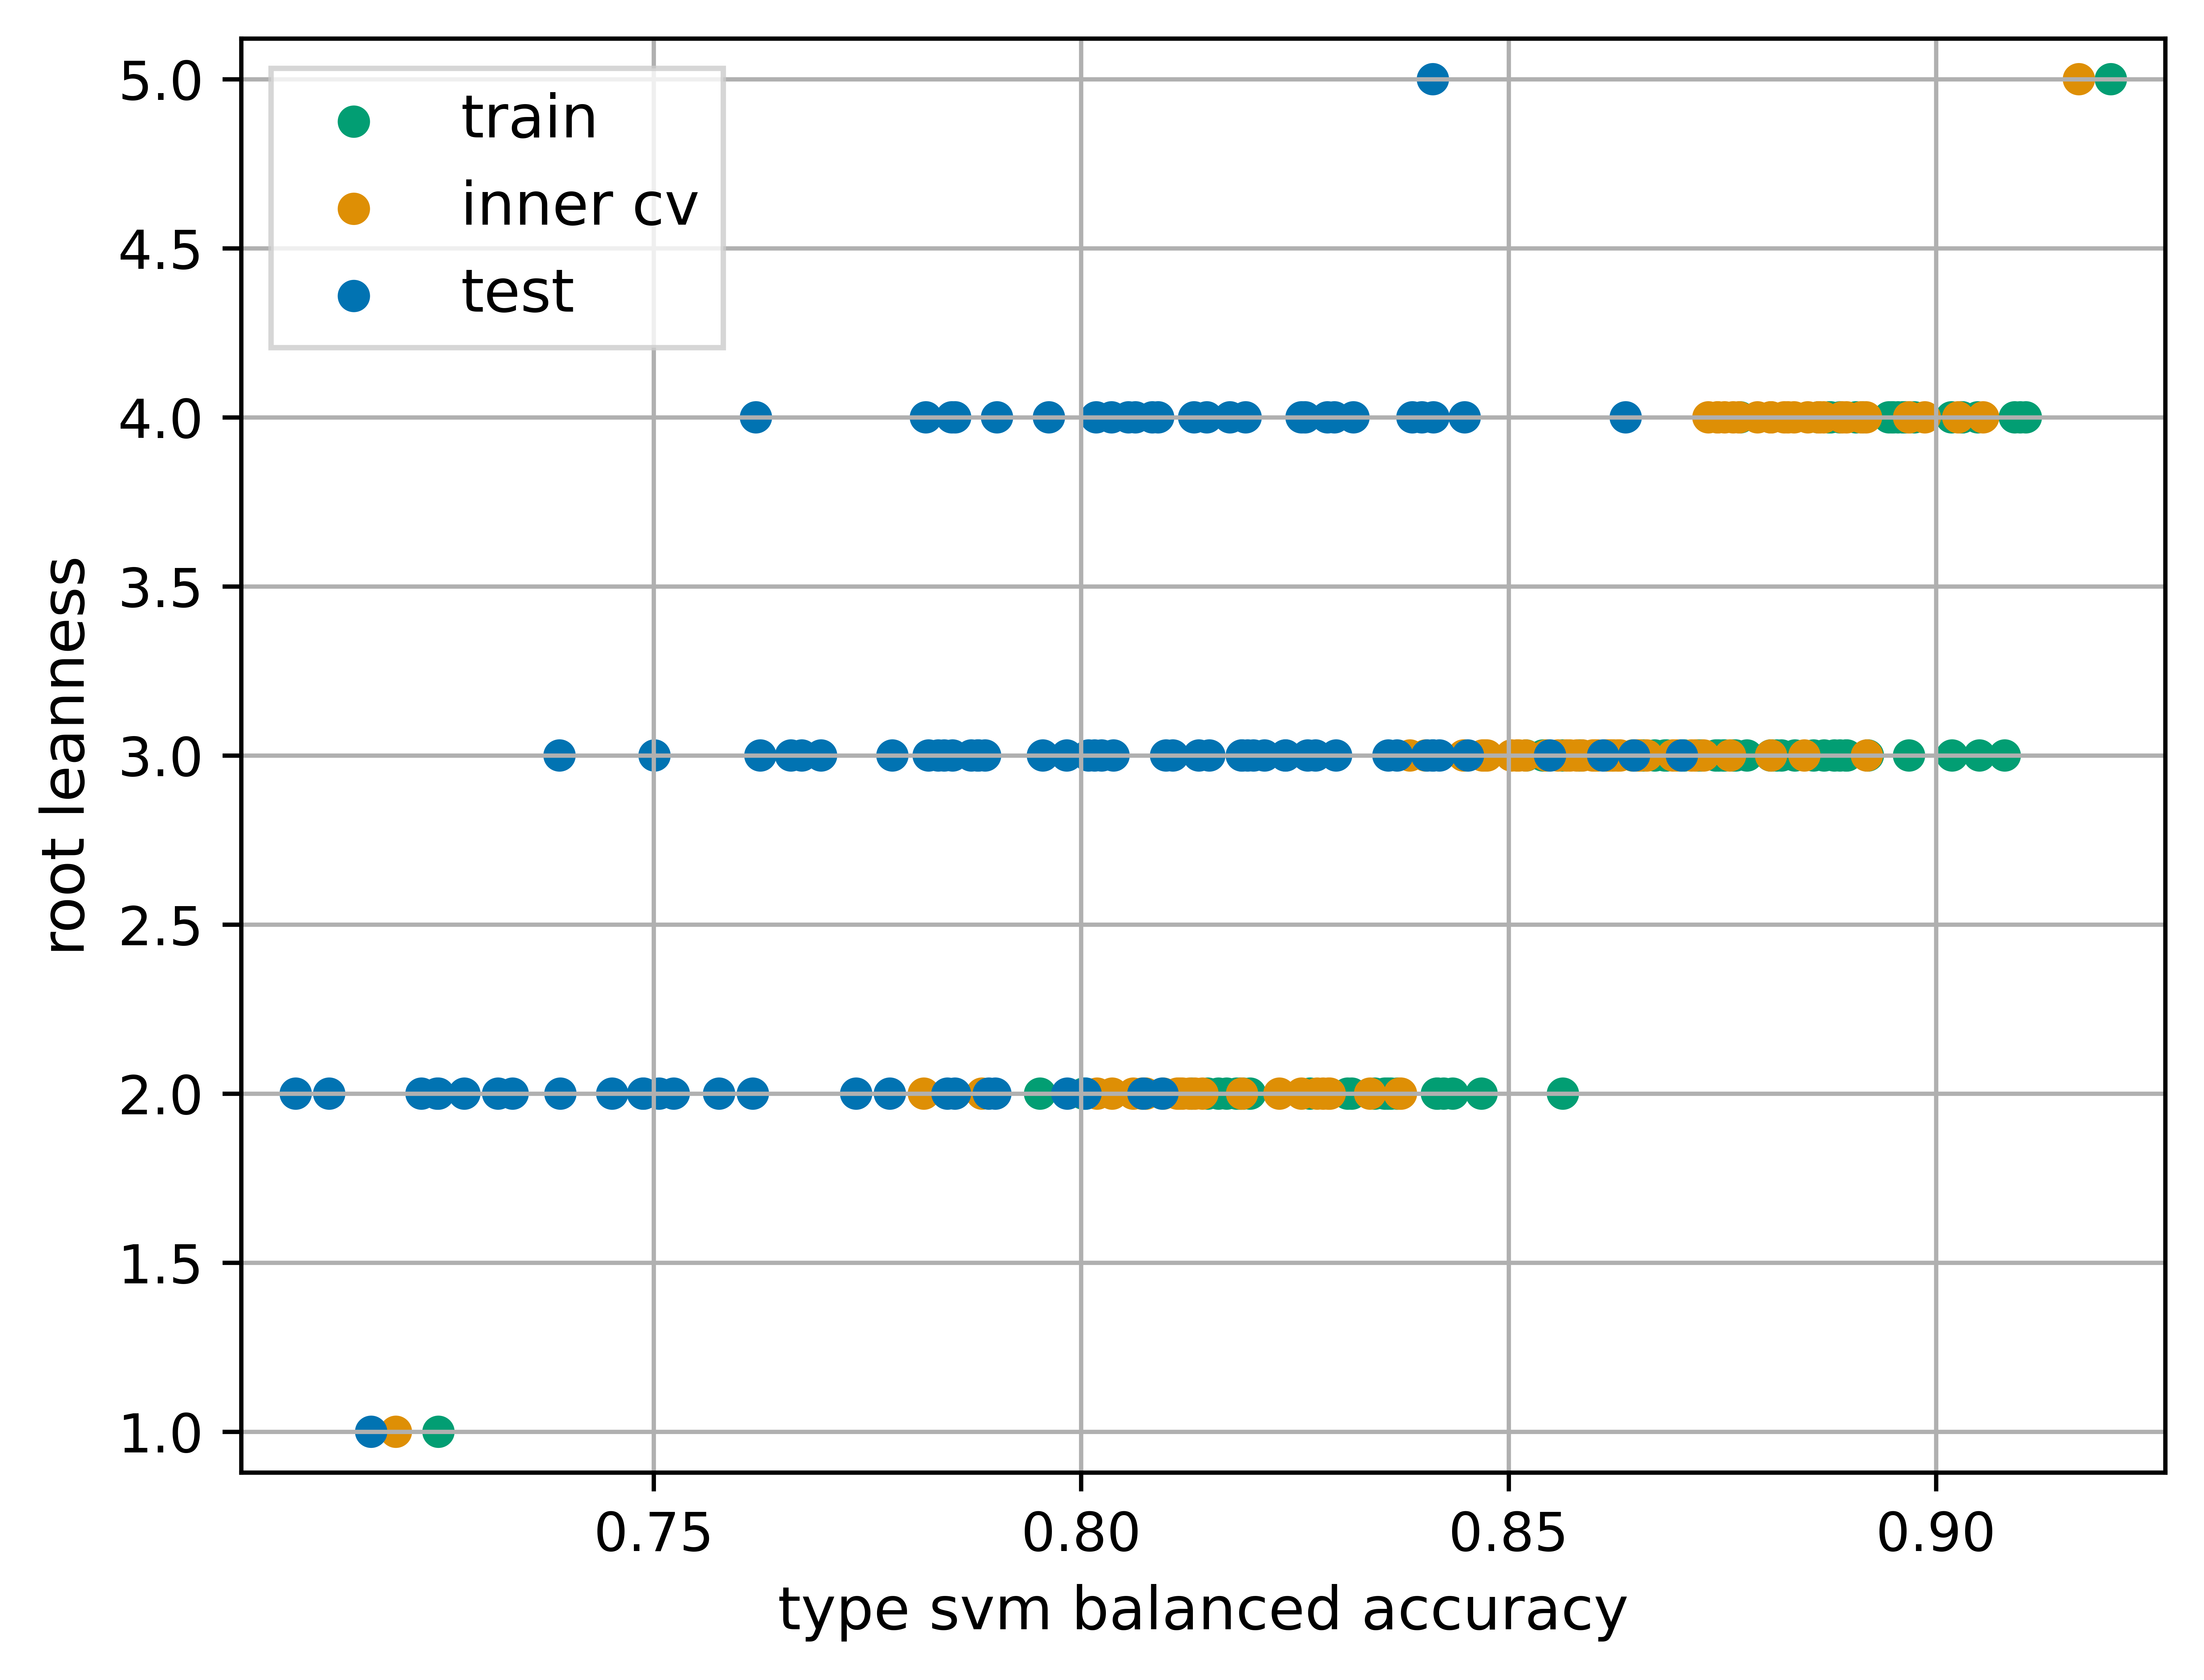 train
inner cv
test
5.0
4.5
4.0
3.5
3.0
2.5
2.0
1.5
1.0
root leanness
0.75 0.80 0.85 0.90
type svm balanced accuracy